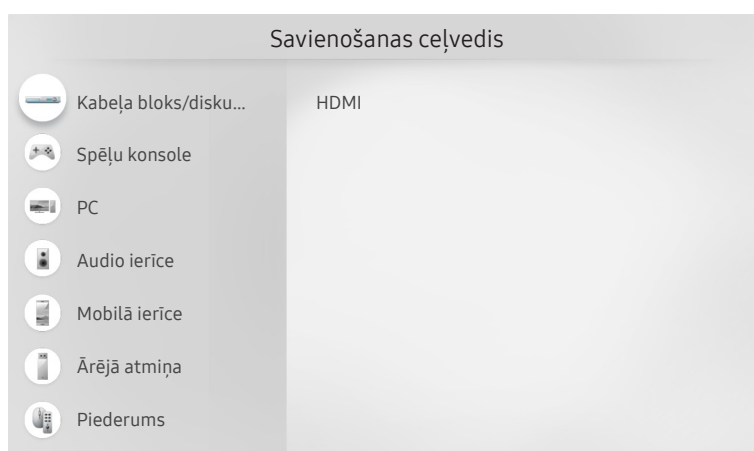 Savienošanas ceļvedis
Kabeļa bloks/disku...
HDMI
Spēļu konsole
PC
Audio ierīce
Mobilā ierīce
Ārējā atmiņa
Piederums